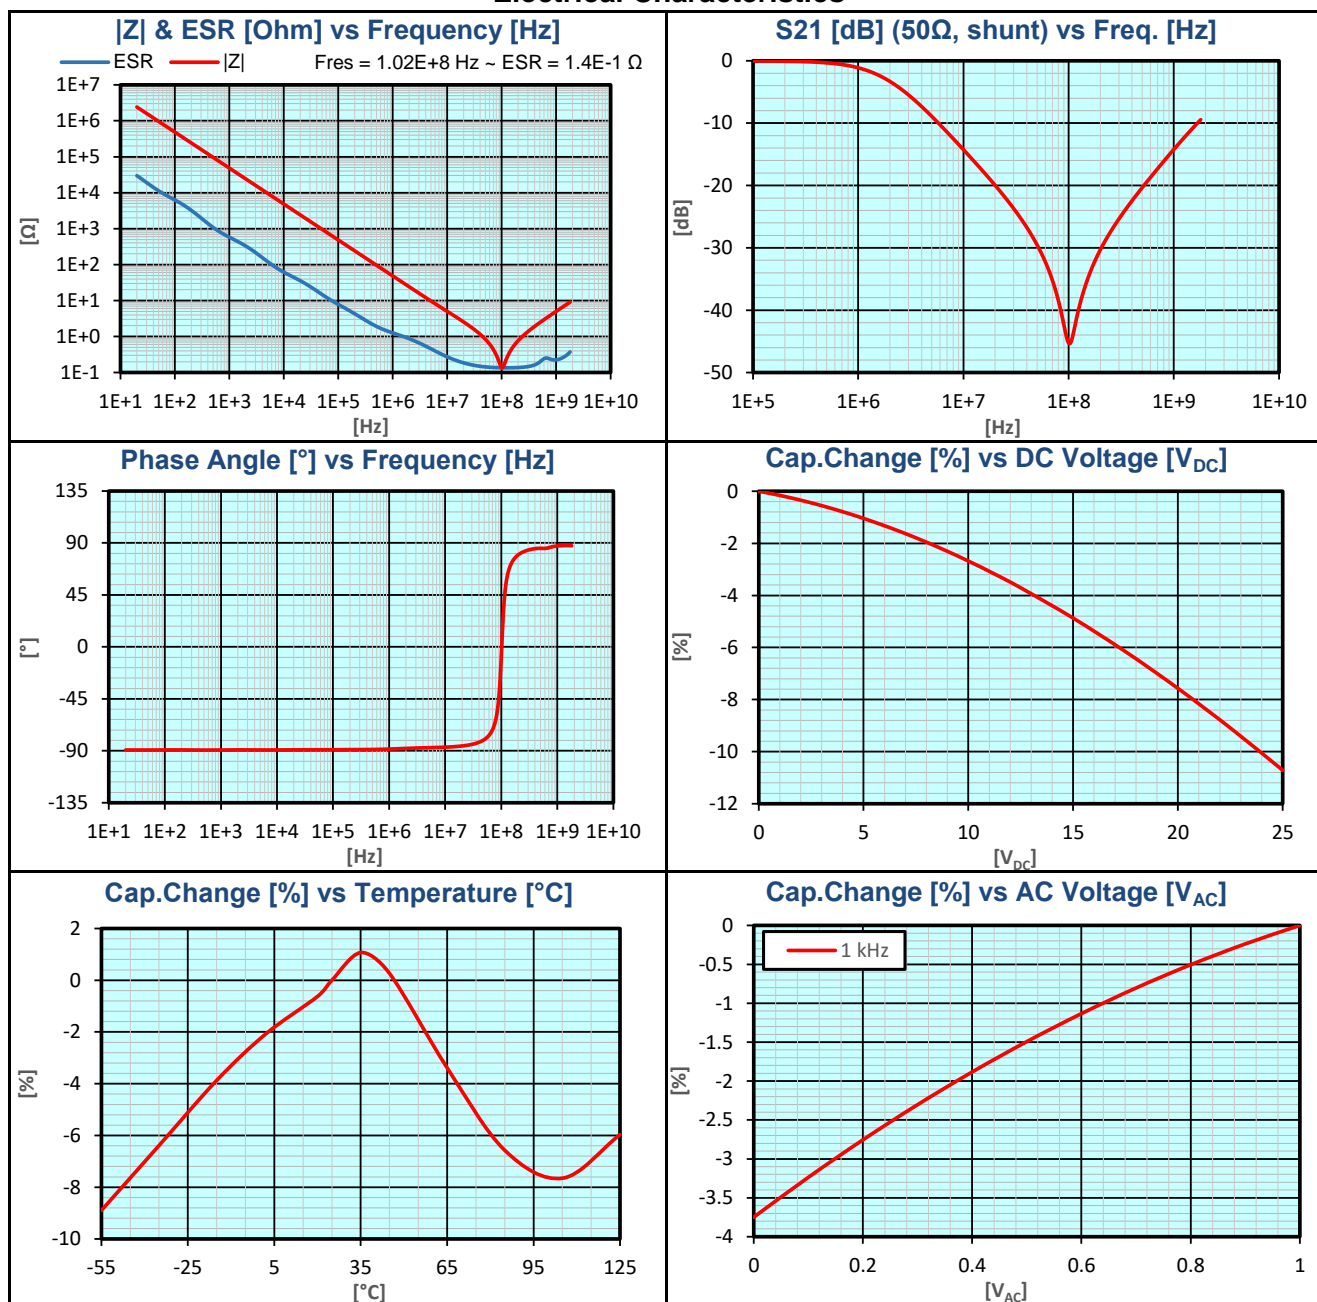 Electrical Characteristics
|Z| & ESR [Ohm] vs Frequency [Hz]
ESR |Z| Fres = 1.02E+8 Hz ~ ESR = 1.4E-1 Ω
1E+7
1E+6
1E+5
1E+4
1E+3
1E+2
1E+1
1E+0
1E-1
[Ω]
1E+1 1E+2 1E+3 1E+4 1E+5 1E+6 1E+7 1E+8 1E+9 1E+10
[Hz]
S21 [dB] (50Ω, shunt) vs Freq. [Hz]
0
-10
-20
-30
-40
-50
[dB]
1E+5 1E+6 1E+7 1E+8 1E+9 1E+10
[Hz]
Phase Angle [°] vs Frequency [Hz]
135
90
45
0
-45
-90
-135
[°]
1E+1 1E+2 1E+3 1E+4 1E+5 1E+6 1E+7 1E+8 1E+9 1E+10
[Hz]
Cap.Change [%] vs DC Voltage [VDC]
0
-2
-4
-6
-8
-10
-12
[%]
0 5 10 15 20 25
[VDC]
Cap.Change [%] vs Temperature [°C]
2
0
-2
-4
-6
-8
-10
[%]
-55 -25 5 35 65 95 125
[°C]
Cap.Change [%] vs AC Voltage [VAC]
1 kHz
0
-0.5
-1
-1.5
-2
-2.5
-3
-3.5
-4
[%]
0 0.2 0.4 0.6 0.8 1
[VAC]